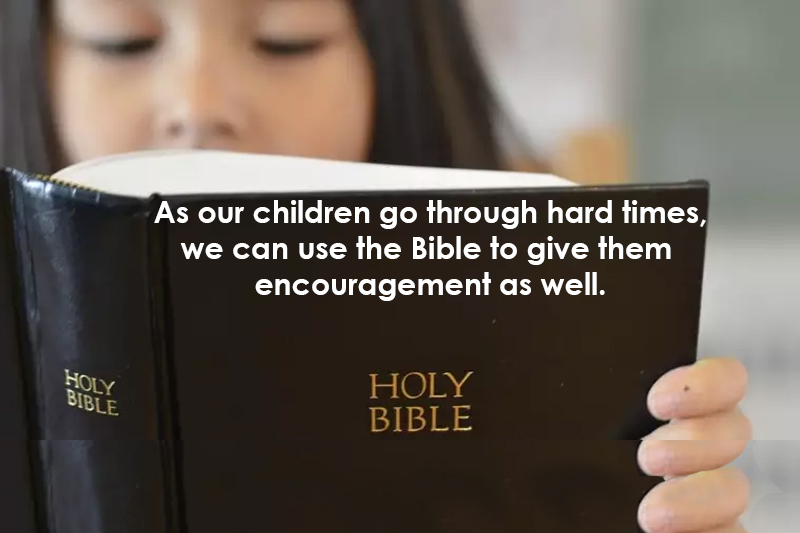 As our children go through hard times,
we can use the Bible to give them
encouragement as well.
HOLY
BIBLE
HOLY
BIBLE